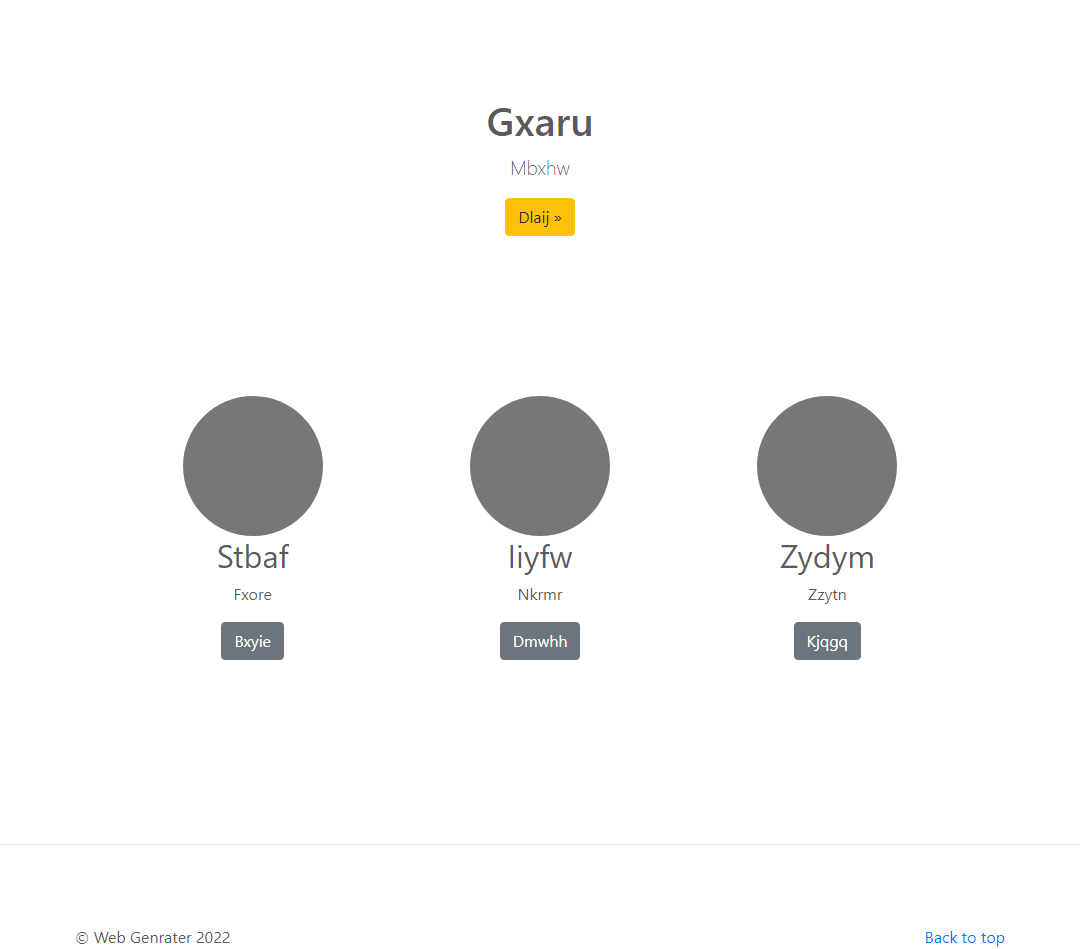 Gxaru
Mbxhw
Dlaij »
Stbaf
Iiyfw
Zydym
Fxore
Nkrmr
Zzytn
Bxyie
Dmwhh
Kjqgq
© Web Genrater 2022
Back to top